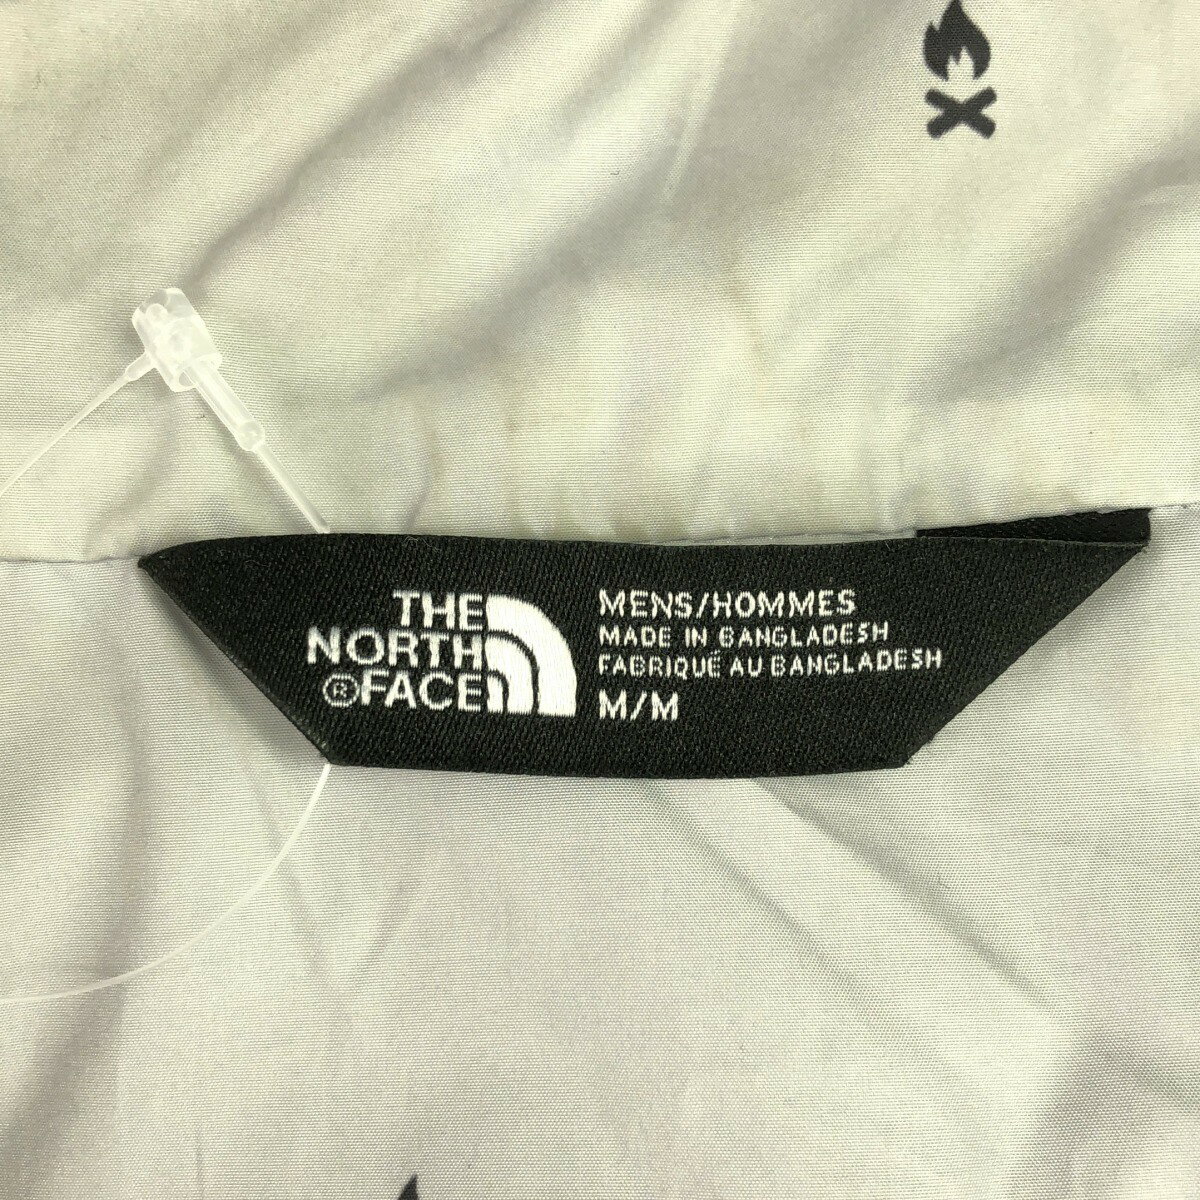 THE
NORTH
®FACE
MENS/HOMMES
MADE IN BANGLADESH
FABRIQUÉ AU BANGLADESH
M/M